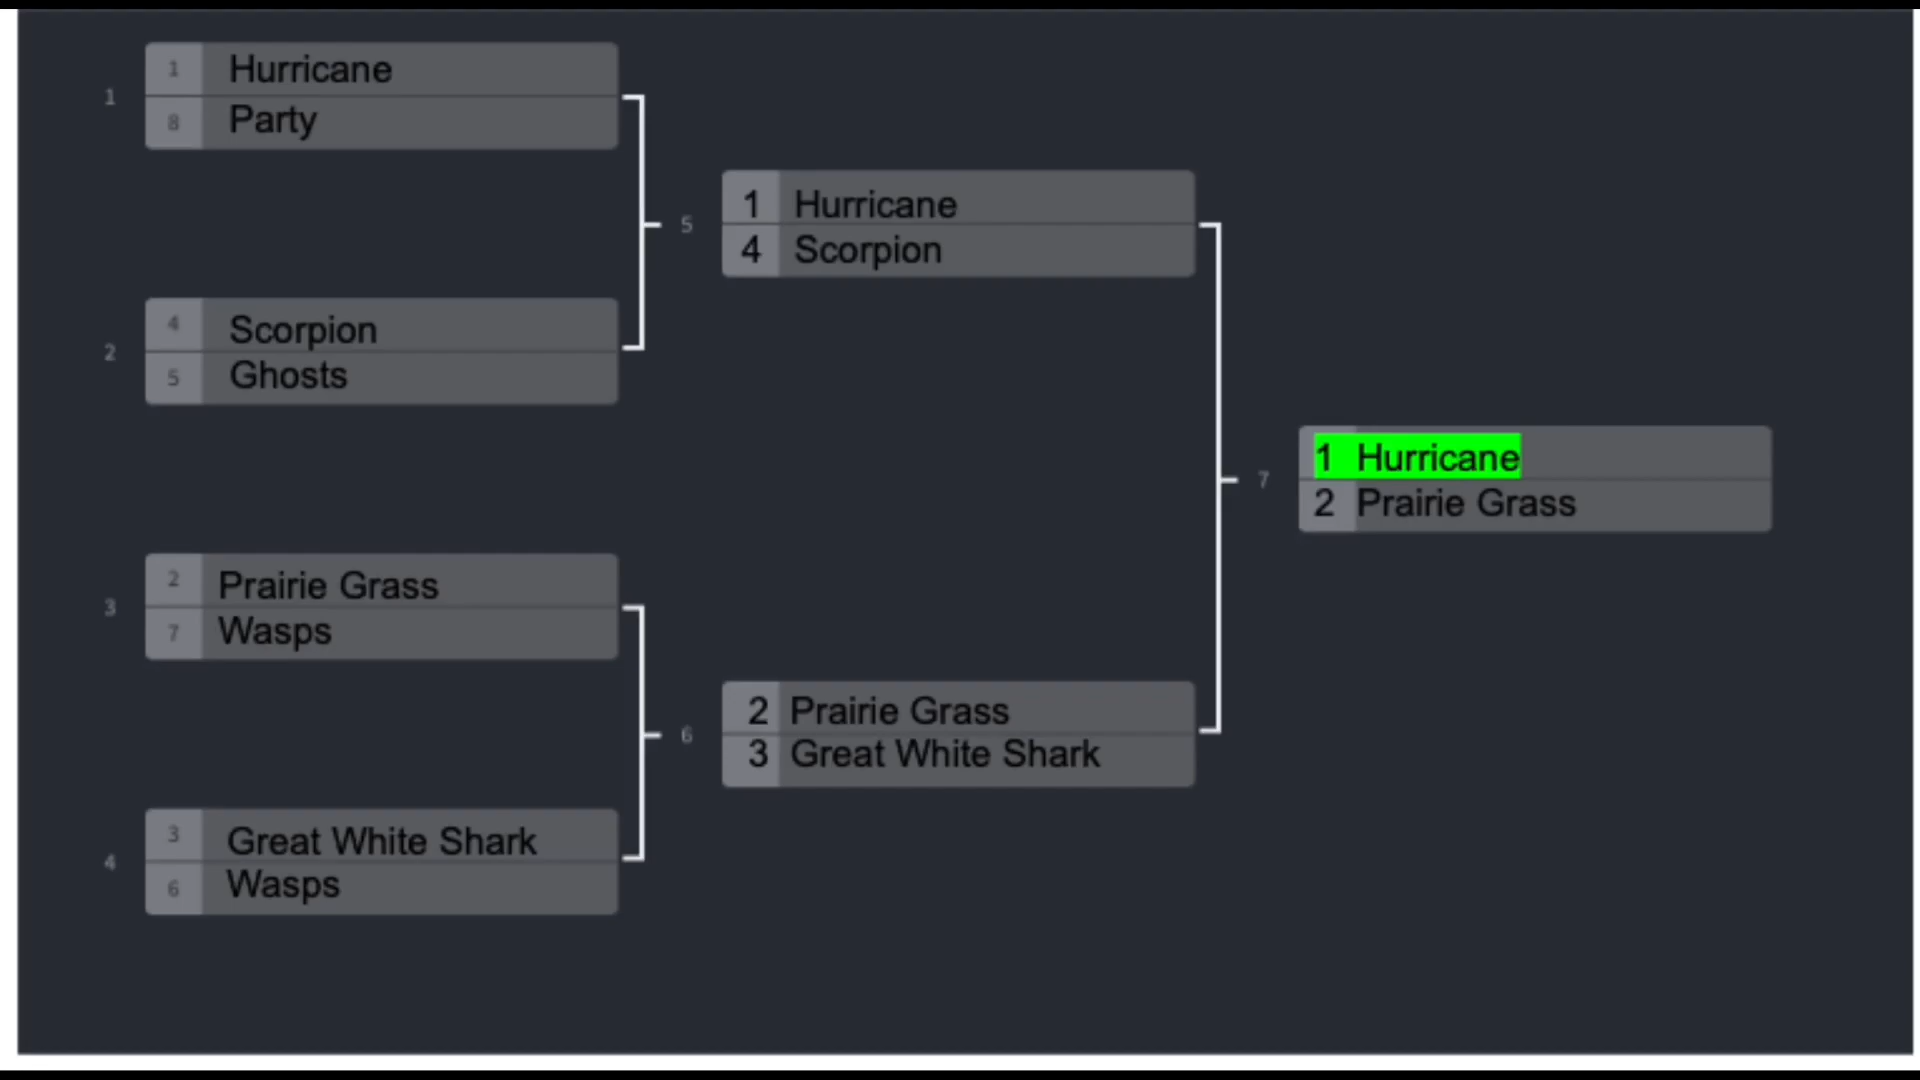 1 Hurricane
1
8 Party
4 Scorpion
2
5 Ghosts
2 Prairie Grass
3
7 Wasps
3 Great White Shark
4
6 Wasps
1 Hurricane
5
4 Scorpion
2 Prairie Grass
6
3 Great White Shark
1 Hurricane
7
2 Prairie Grass